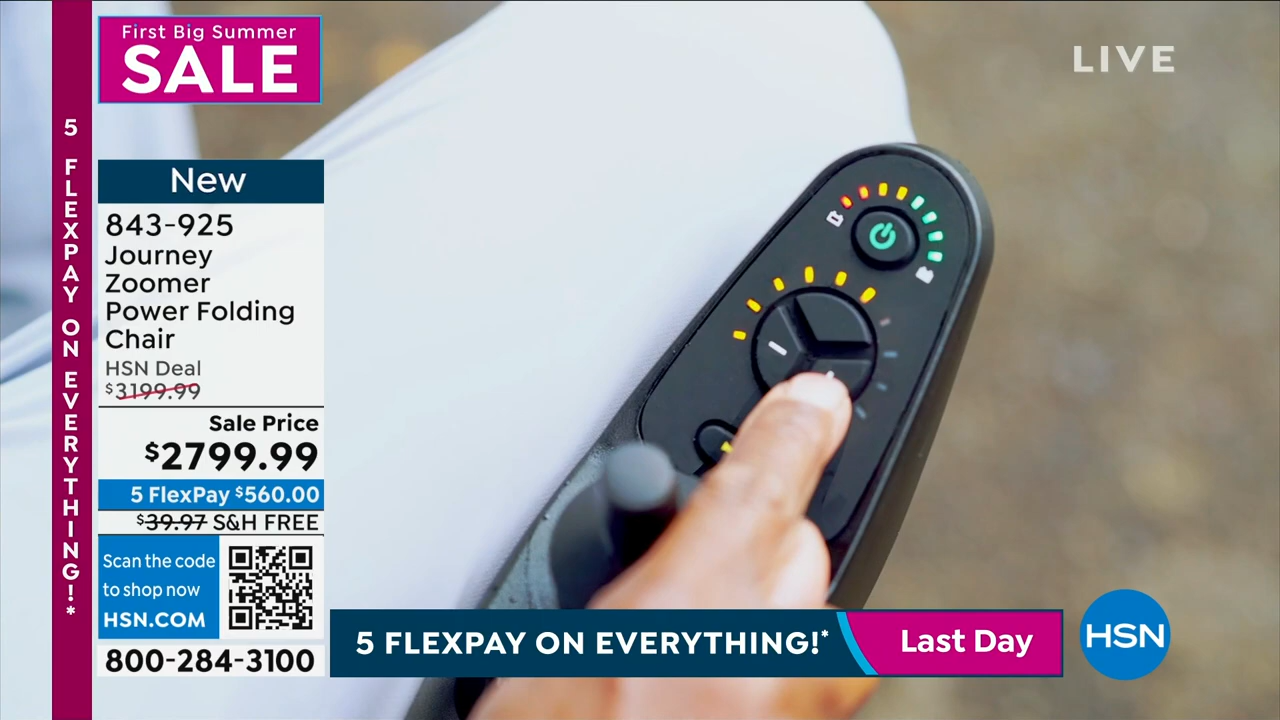 First Big Summer
SALE
LIVE
5 FLEXPAY ON EVERYTHING!*
New
843-925
Journey
Zoomer
Power Folding
Chair
HSN Deal
$3199.99
Sale Price
$2799.99
5 FlexPay $560.00
$39.97 S&H FREE
Scan the code
to shop now
HSN.COM
800-284-3100
5 FLEXPAY ON EVERYTHING!*
Last Day
HSN